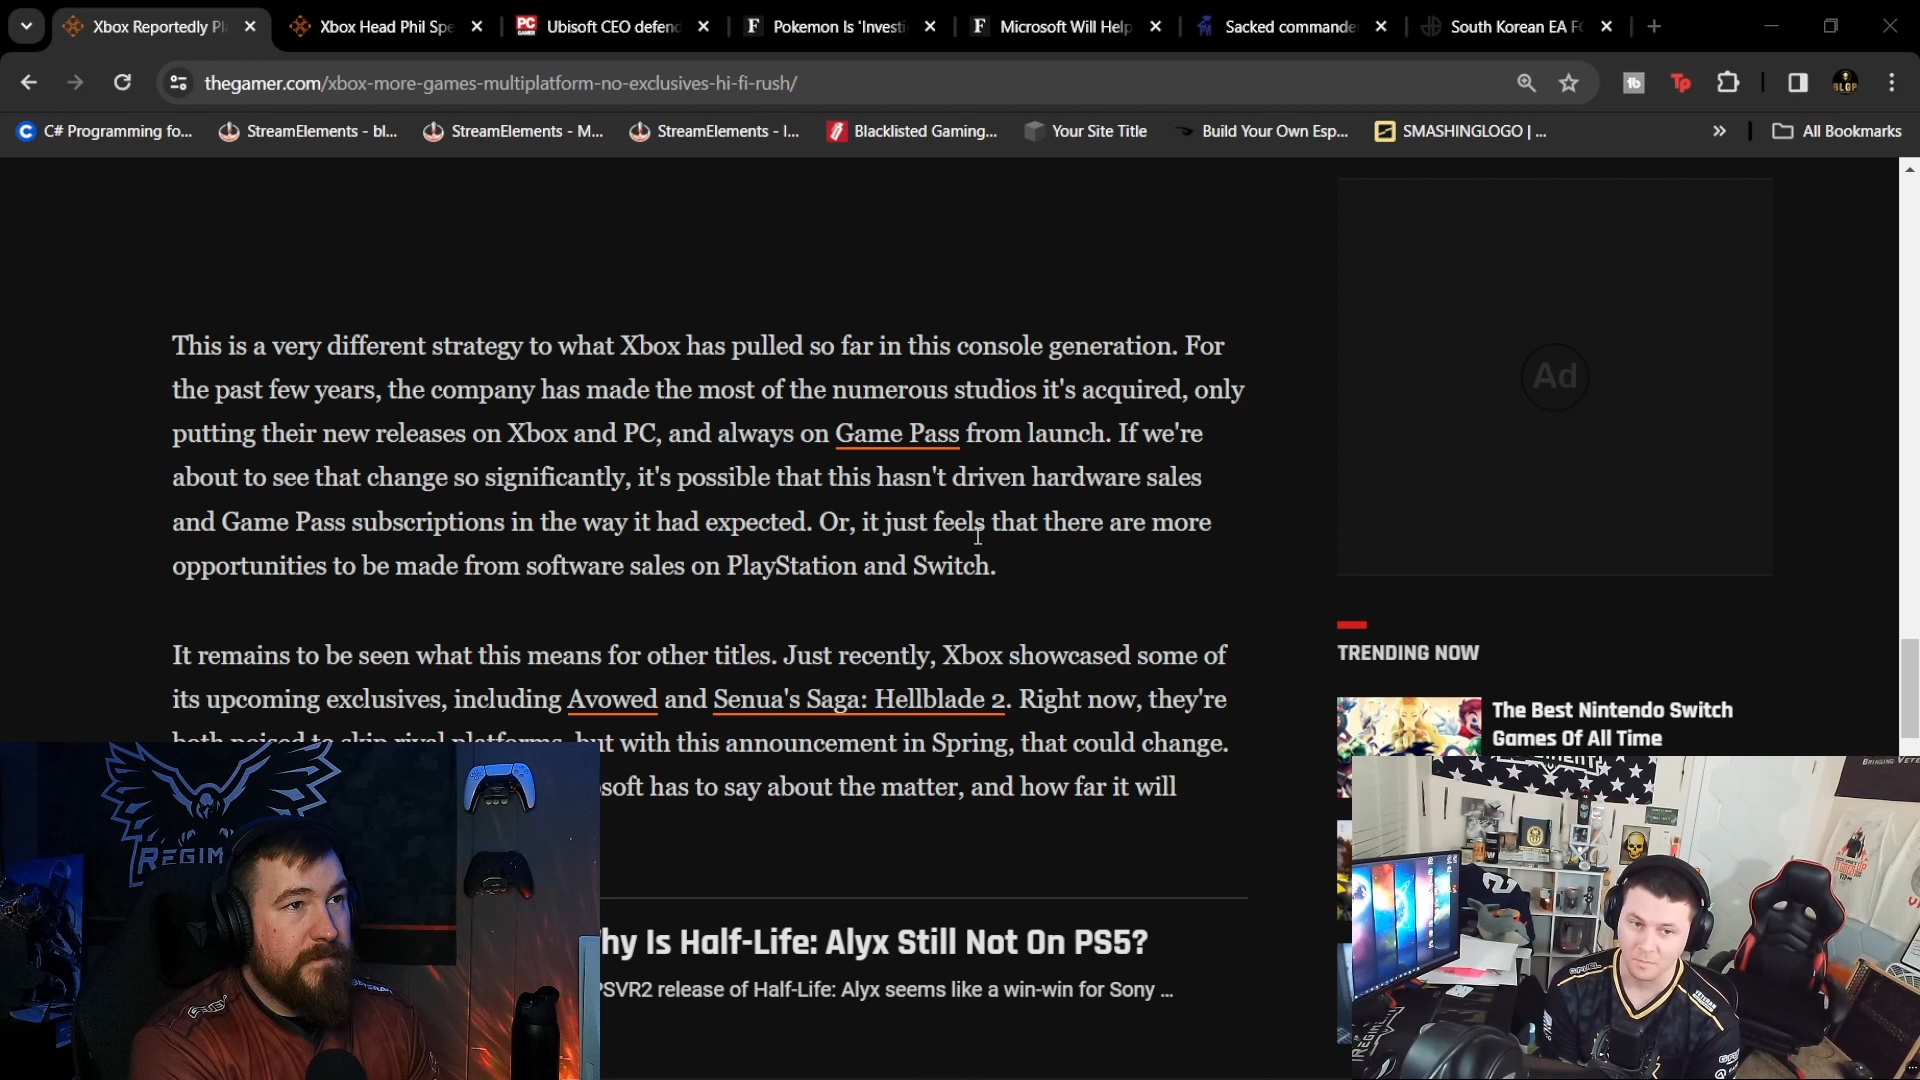 Xbox Reportedly Pl
Xbox Head Phil Spe
PC GAMER
Ubisoft CEO defend
F
Pokemon Is 'Investi
F
Microsoft Will Help
Sacked commande
South Korean EA F
thegamer.com/xbox-more-games-multiplatform-no-exclusives-hi-fi-rush/
tb
Tp
BLGP
C
C# Programming fo...
StreamElements - bl...
StreamElements - M...
StreamElements - I...
Blacklisted Gaming...
Your Site Title
Build Your Own Esp...
SMASHINGLOGO | ...
All Bookmarks
This is a very different strategy to what Xbox has pulled so far in this console generation. For
the past few years, the company has made the most of the numerous studios it's acquired, only
putting their new releases on Xbox and PC, and always on Game Pass from launch. If we're
about to see that change so significantly, it's possible that this hasn't driven hardware sales
and Game Pass subscriptions in the way it had expected. Or, it just feels that there are more
opportunities to be made from software sales on PlayStation and Switch.
It remains to be seen what this means for other titles. Just recently, Xbox showcased some of
its upcoming exclusives, including Avowed and Senua's Saga: Hellblade 2. Right now, they're
both poised to skip rival platforms, but with this announcement in Spring, that could change.
soft has to say about the matter, and how far it will
hy Is Half-Life: Alyx Still Not On PS5?
PSVR2 release of Half-Life: Alyx seems like a win-win for Sony ...
Ad
TRENDING NOW
The Best Nintendo Switch
Games Of All Time
REGIM